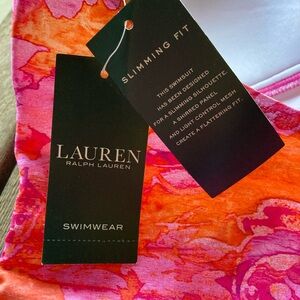 SLIMMING FIT
THIS SWIMSUIT
HAS BEEN DESIGNED
FOR A SLIMMING SILHOUETTE.
A SHIRRED PANEL
AND LIGHT CONTROL MESH
CREATE A FLATTERING FIT.
LAUREN
RALPH LAUREN
SWIMWEAR